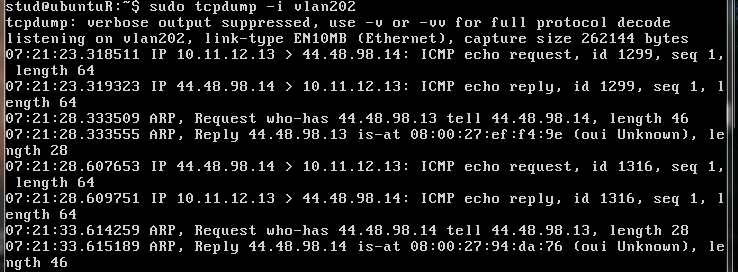 stud@ubuntuR:~$ sudo tcpdump -i vlan202
tcpdump: verbose output suppressed, use -v or -vv for full protocol decode
listening on vlan202, link-type EN10MB (Ethernet), capture size 262144 bytes
07:21:23.318511 IP 10.11.12.13 > 44.48.98.14: ICMP echo request, id 1299, seq 1,
 length 64
07:21:23.319323 IP 44.48.98.14 > 10.11.12.13: ICMP echo reply, id 1299, seq 1, l
ength 64
07:21:28.333509 ARP, Request who-has 44.48.98.13 tell 44.48.98.14, length 46
07:21:28.333555 ARP, Reply 44.48.98.13 is-at 08:00:27:ef:f4:9e (oui Unknown), le
ngth 28
07:21:28.607653 IP 44.48.98.14 > 10.11.12.13: ICMP echo request, id 1316, seq 1,
 length 64
07:21:28.609751 IP 10.11.12.13 > 44.48.98.14: ICMP echo reply, id 1316, seq 1, l
ength 64
07:21:33.614259 ARP, Request who-has 44.48.98.14 tell 44.48.98.13, length 28
07:21:33.615189 ARP, Reply 44.48.98.14 is-at 08:00:27:94:da:76 (oui Unknown), le
ngth 46